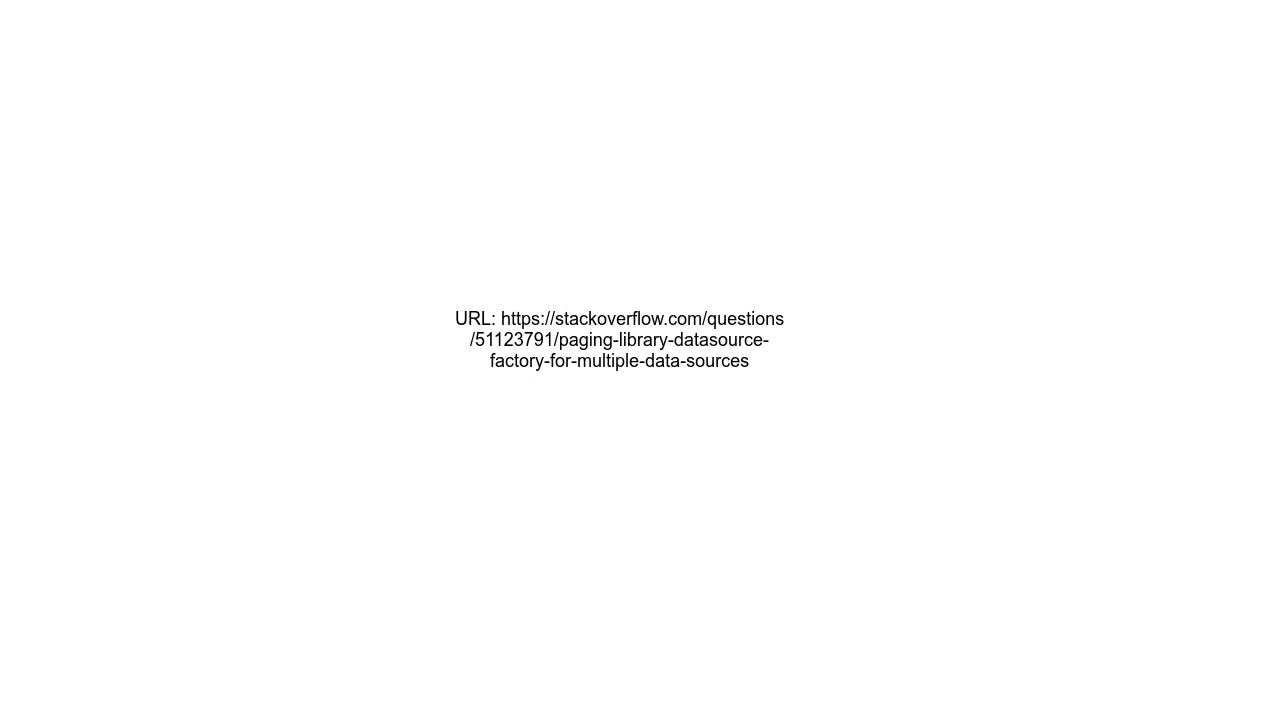 URL: https://stackoverflow.com/questions
/51123791/paging-library-datasource-
factory-for-multiple-data-sources